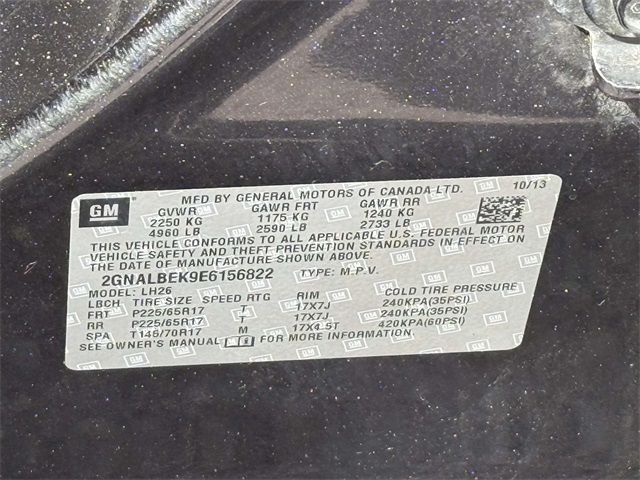 MFD BY GENERAL MOTORS OF CANADA LTD. 10/13
GM GVWR GAWR FRT GAWR RR
2250 KG 1175 KG 1240 KG
4960 LB 2590 LB 2733 LB
THIS VEHICLE CONFORMS TO ALL APPLICABLE U.S. FEDERAL MOTOR
VEHICLE SAFETY AND THEFT PREVENTION STANDARDS IN EFFECT ON
THE DATE OF MANUFACTURE SHOWN ABOVE.
2GNALBEK9E6156822 TYPE: M.P.V.
MODEL: LH26
LBCH TIRE SIZE SPEED RTG RIM COLD TIRE PRESSURE
FRT P225/65R17 T 17X7J 240KPA(35PSI)
RR P225/65R17 T 17X7J 240KPA(35PSI)
SPA T145/70R17 M 17X4.5T 420KPA(60PSI)
SEE OWNER'S MANUAL FOR MORE INFORMATION.